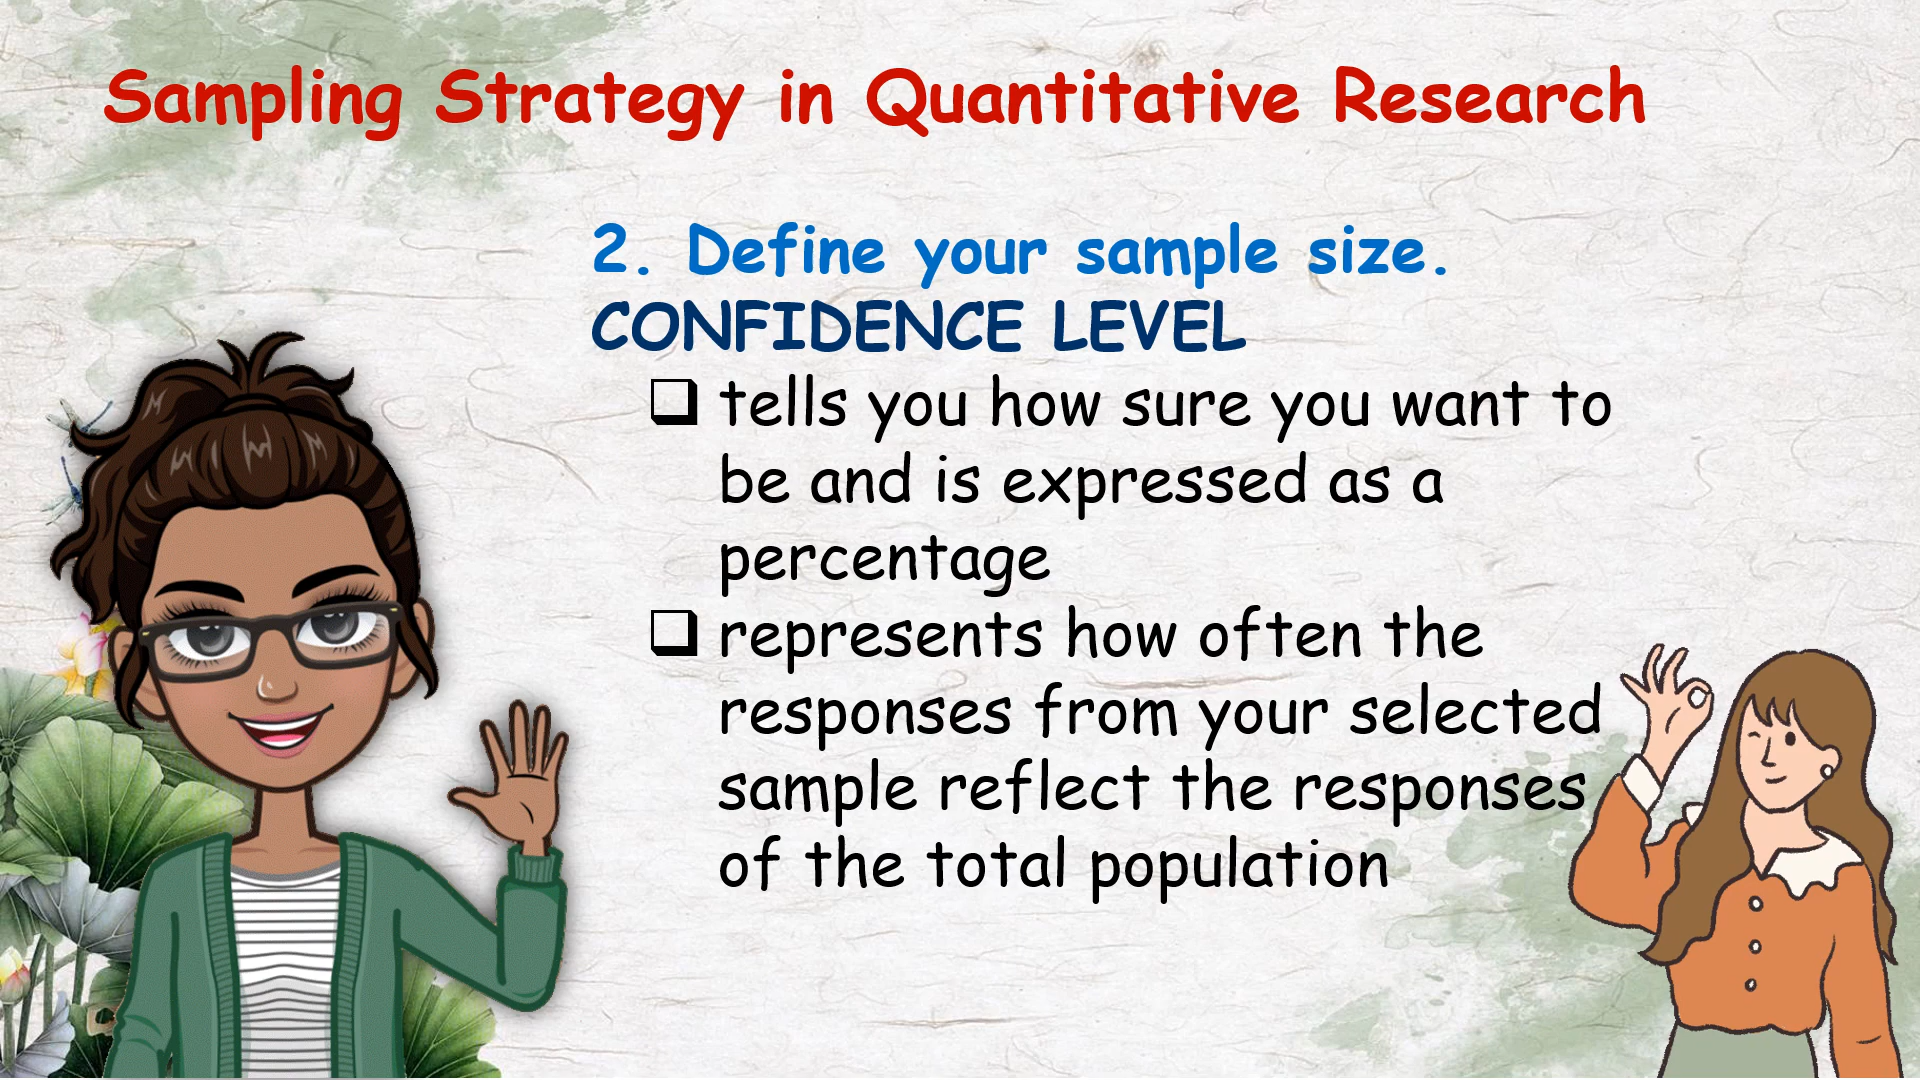 Sampling Strategy in Quantitative Research
2. Define your sample size.
CONFIDENCE LEVEL
❑ tells you how sure you want to
be and is expressed as a
percentage
❑ represents how often the
responses from your selected
sample reflect the responses
of the total population